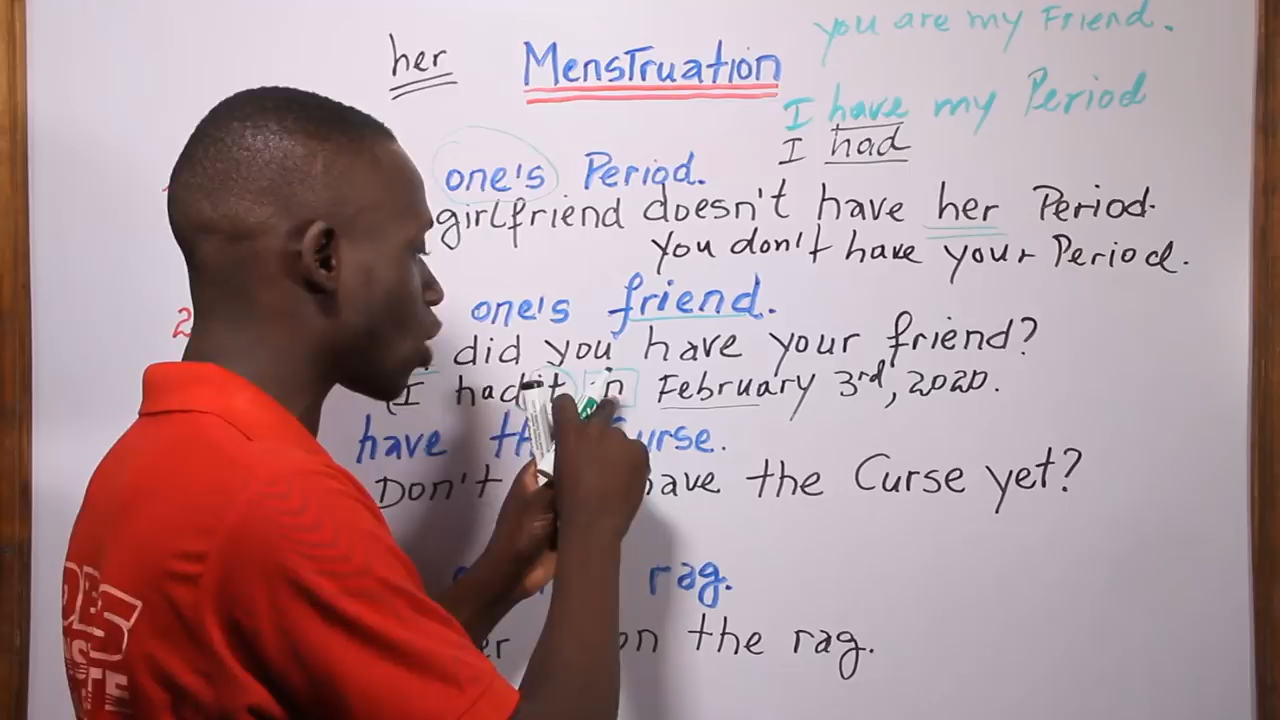 you are my Friend.
her Menstruation
I have my Period
I had
one's Period.
girlfriend doesn't have her Period.
you don't have your Period.
2
one's friend.
did you have your friend?
I had it in February 3rd, 2020.
have the Curse.
Don't have the Curse yet?
rag.
on the rag.